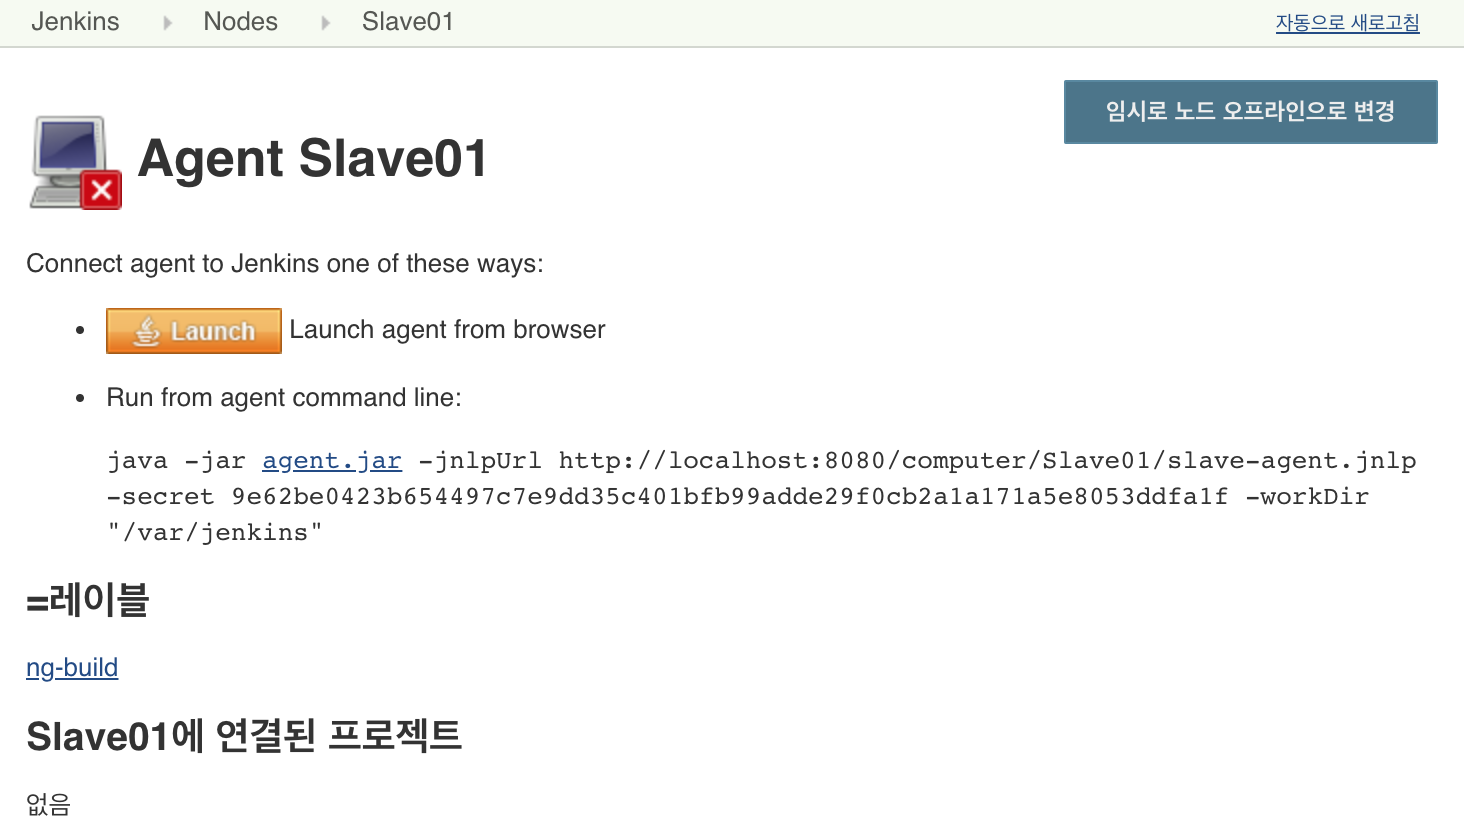 Jenkins Nodes Slave01 자동으로 새로고침
임시로 노드 오프라인으로 변경
Agent Slave01
Connect agent to Jenkins one of these ways:
Launch Launch agent from browser
Run from agent command line:
java -jar agent.jar -jnlpUrl http://localhost:8080/computer/Slave01/slave-agent.jnlp
-secret 9e62be0423b654497c7e9dd35c401bfb99adde29f0cb2a1a171a5e8053ddfa1f -workDir
"/var/jenkins"
=레이블
ng-build
Slave01에 연결된 프로젝트
없음